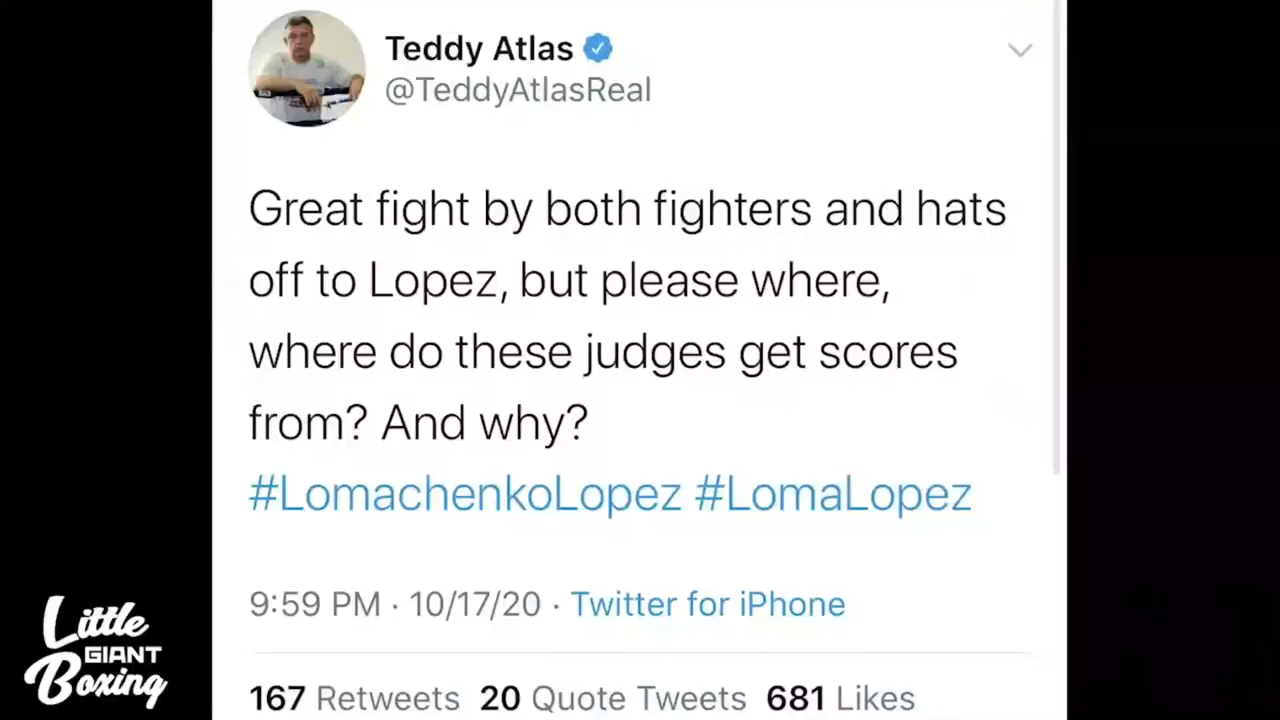 Teddy Atlas
@TeddyAtlasReal
Great fight by both fighters and hats
off to Lopez, but please where,
where do these judges get scores
from? And why?
#LomachenkoLopez #LomaLopez
9:59 PM · 10/17/20 · Twitter for iPhone
167 Retweets 20 Quote Tweets 681 Likes
Little
GIANT
Boxing